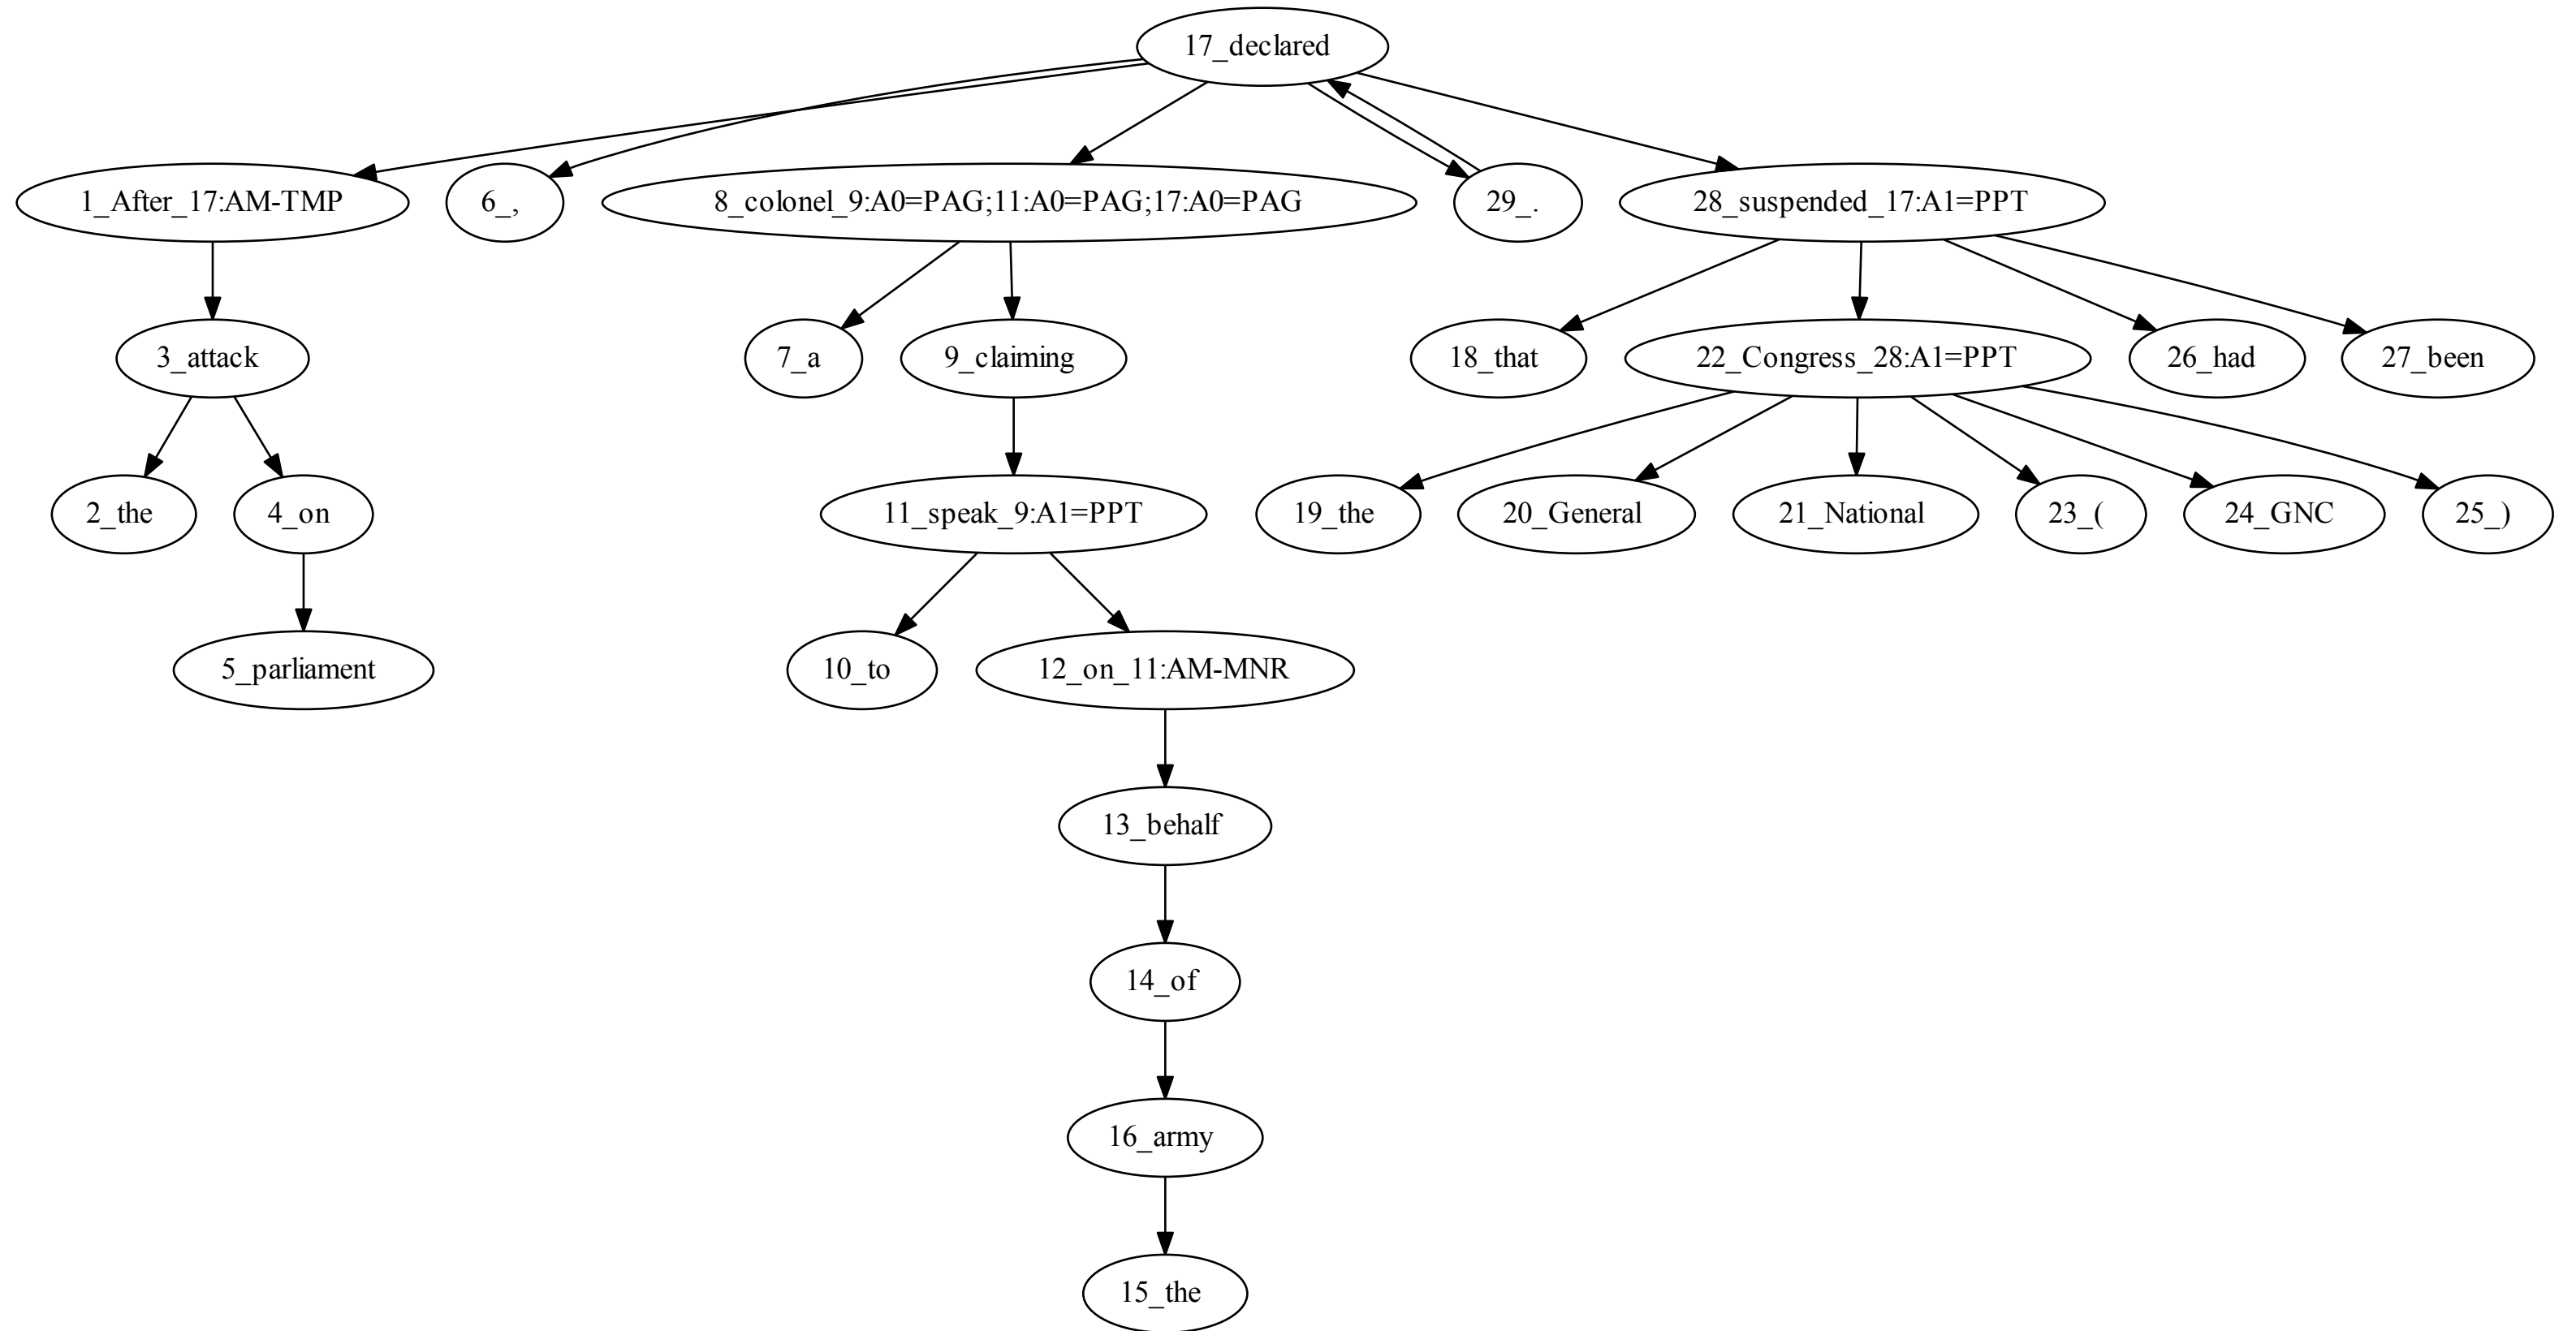 17_declared
1_After_17:AM-TMP
6_,
8_colonel_9:A0=PAG;11:A0=PAG;17:A0=PAG
29_.
28_suspended_17:A1=PPT
3_attack
7_a
9_claiming
18_that
22_Congress_28:A1=PPT
26_had
27_been
2_the
4_on
11_speak_9:A1=PPT
19_the
20_General
21_National
23_(
24_GNC
25_)
5_parliament
10_to
12_on_11:AM-MNR
13_behalf
14_of
16_army
15_the